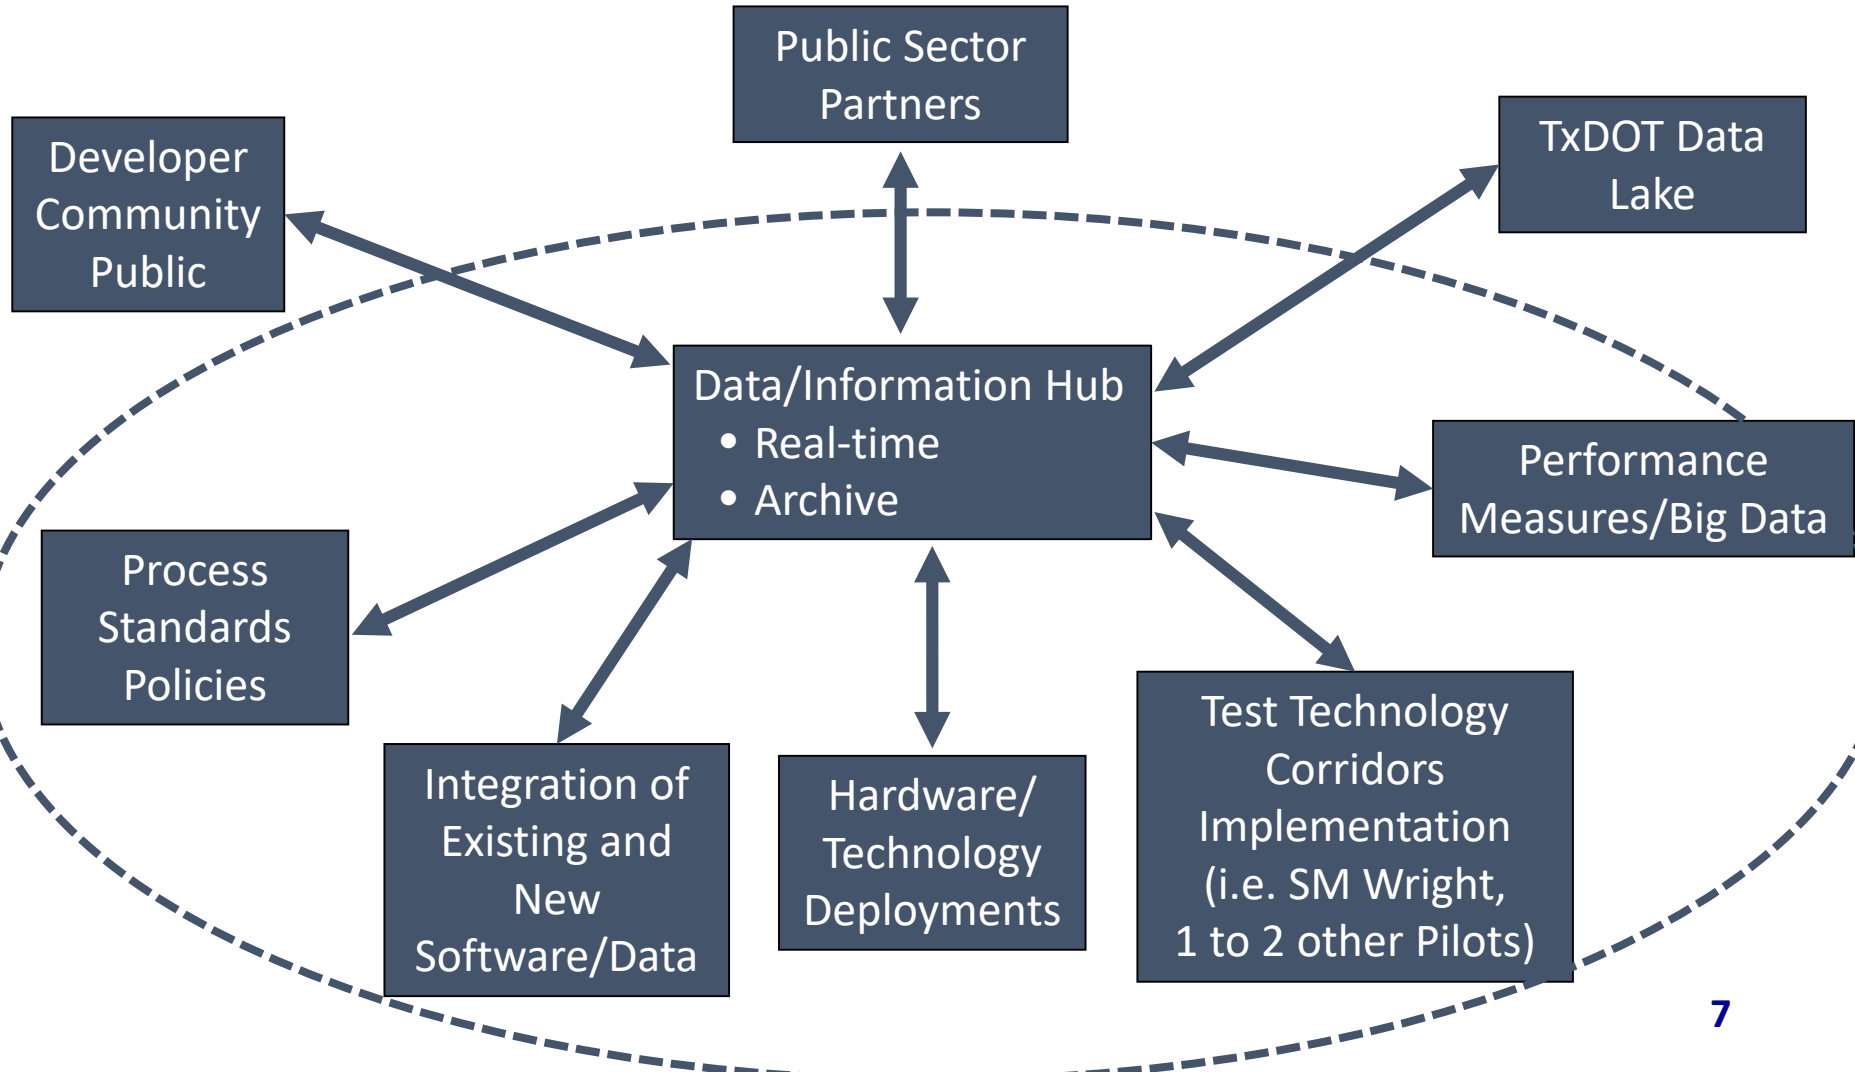 Public Sector
Partners
Developer
Community
Public
TxDOT Data
Lake
Data/Information Hub
• Real-time
• Archive
Performance
Measures/Big Data
Process
Standards
Policies
Integration of
Existing and
New
Software/Data
Hardware/
Technology
Deployments
Test Technology
Corridors
Implementation
(i.e. SM Wright,
1 to 2 other Pilots)
7